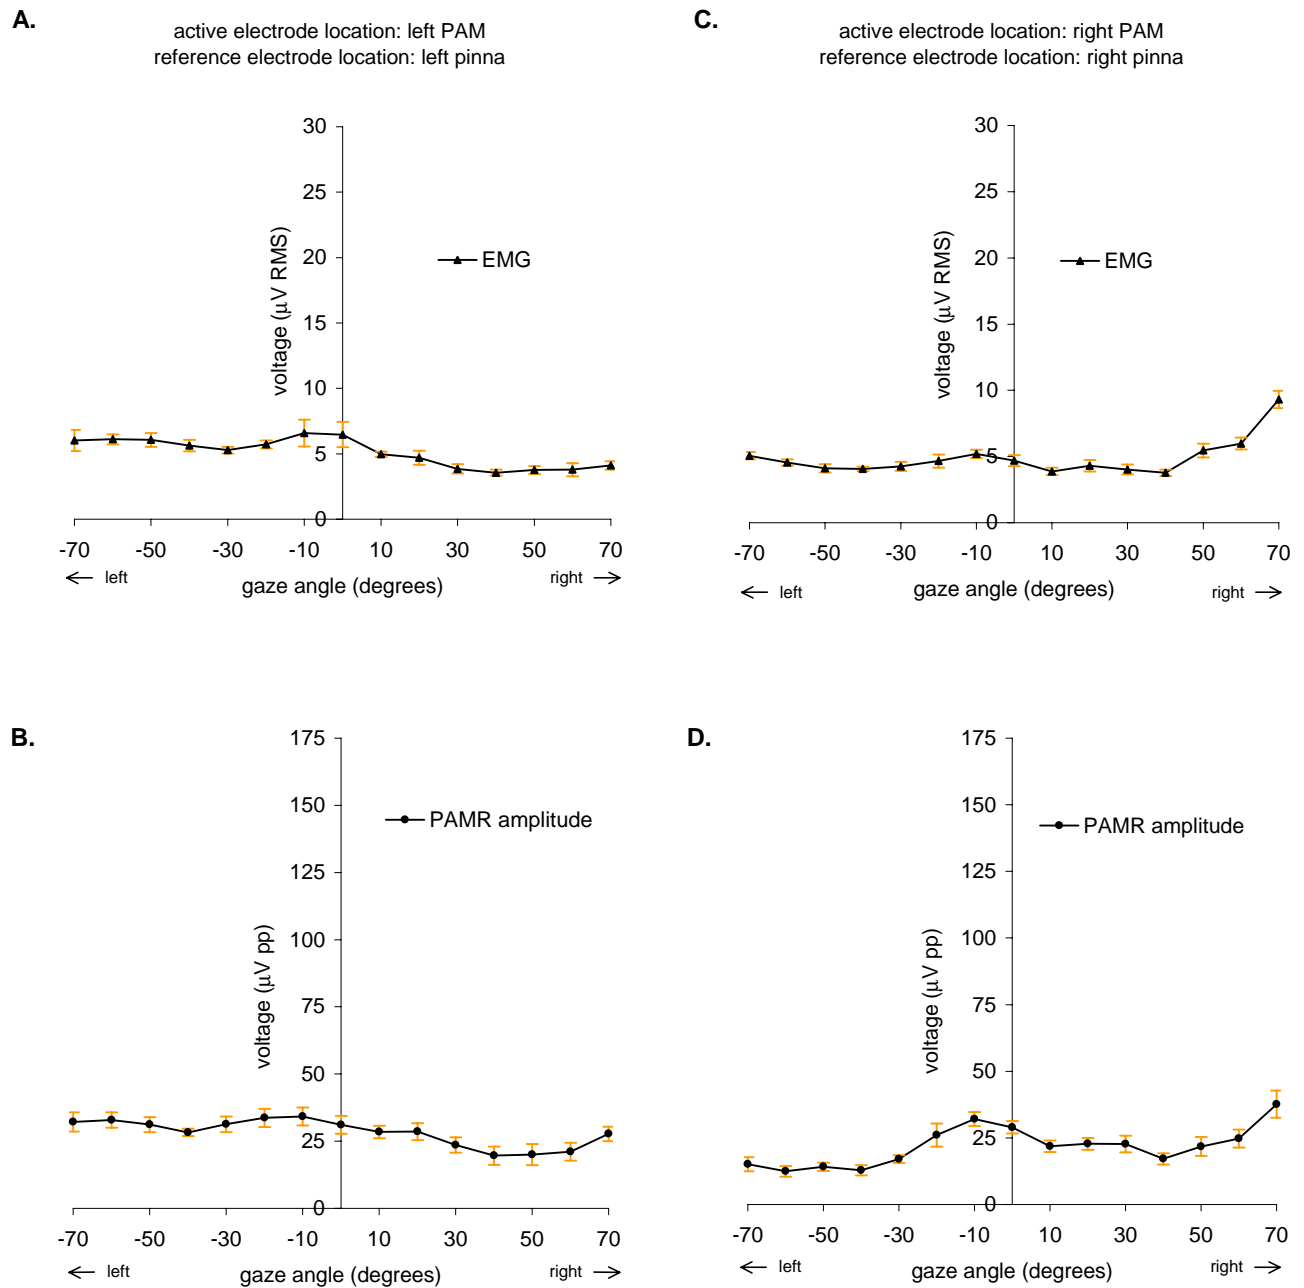 A.
active electrode location: left PAM
reference electrode location: left pinna
30
25
20
15
10
5
0
voltage (μV RMS)
EMG
-70 -50 -30 -10 10 30 50 70
← left gaze angle (degrees) right →
C.
active electrode location: right PAM
reference electrode location: right pinna
30
25
20
15
10
5
0
voltage (μV RMS)
EMG
-70 -50 -30 -10 10 30 50 70
← left gaze angle (degrees) right →
B.
175
150
125
100
75
50
25
0
voltage (μV pp)
PAMR amplitude
-70 -50 -30 -10 10 30 50 70
← left gaze angle (degrees) right →
D.
175
150
125
100
75
50
25
0
voltage (μV pp)
PAMR amplitude
-70 -50 -30 -10 10 30 50 70
← left gaze angle (degrees) right →